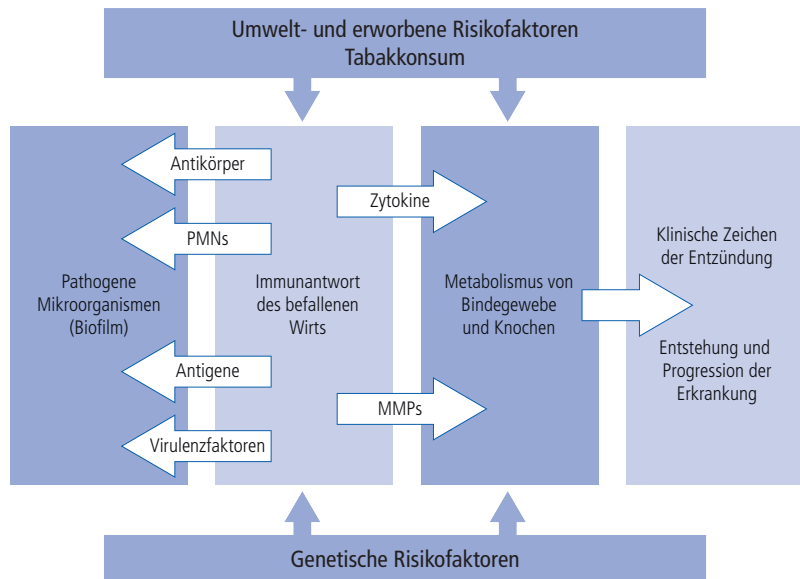 Umwelt- und erworbene Risikofaktoren
Tabakkonsum
Antikörper
PMNs
Pathogene
Mikroorganismen
(Biofilm)
Antigene
Virulenzfaktoren
Immunantwort
des befallenen
Wirts
Zytokine
MMPs
Metabolismus von
Bindegewebe
und Knochen
Klinische Zeichen
der Entzündung
Entstehung und
Progression der
Erkrankung
Genetische Risikofaktoren